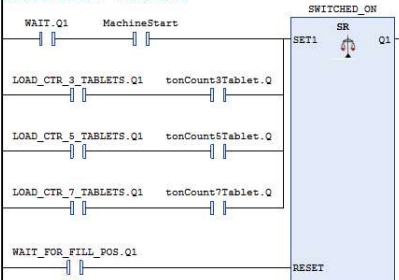 SWITCHED_ON
WAIT.Q1 MachineStart SR
SET1 Q1
LOAD_CTR_3_TABLETS.Q1 tonCount3Tablet.Q
LOAD_CTR_5_TABLETS.Q1 tonCount5Tablet.Q
LOAD_CTR_7_TABLETS.Q1 tonCount7Tablet.Q
WAIT_FOR_FILL_POS.Q1
RESET